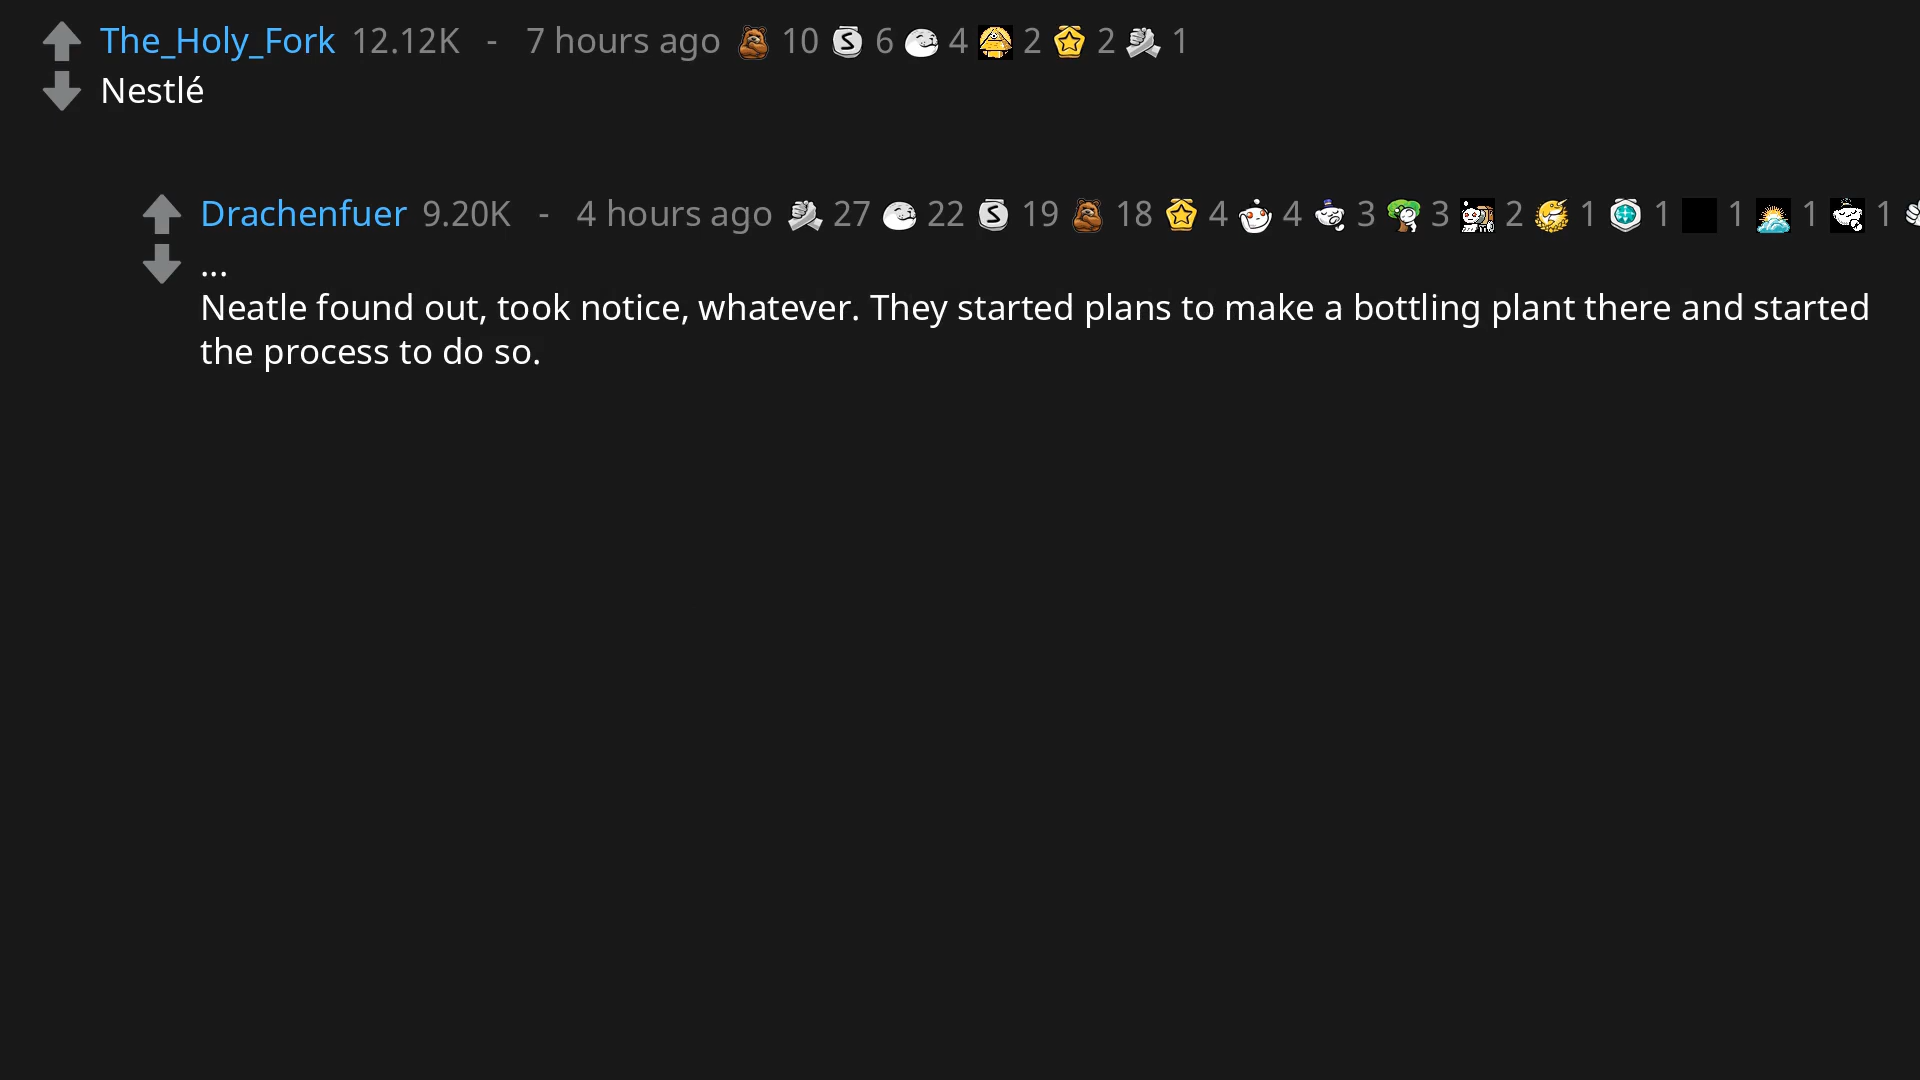 The_Holy_Fork 12.12K - 7 hours ago 10 6 4 2 2 1
Nestlé
Drachenfuer 9.20K - 4 hours ago 27 22 19 18 4 4 3 3 2 1 1 1 1 1
...
Neatle found out, took notice, whatever. They started plans to make a bottling plant there and started
the process to do so.